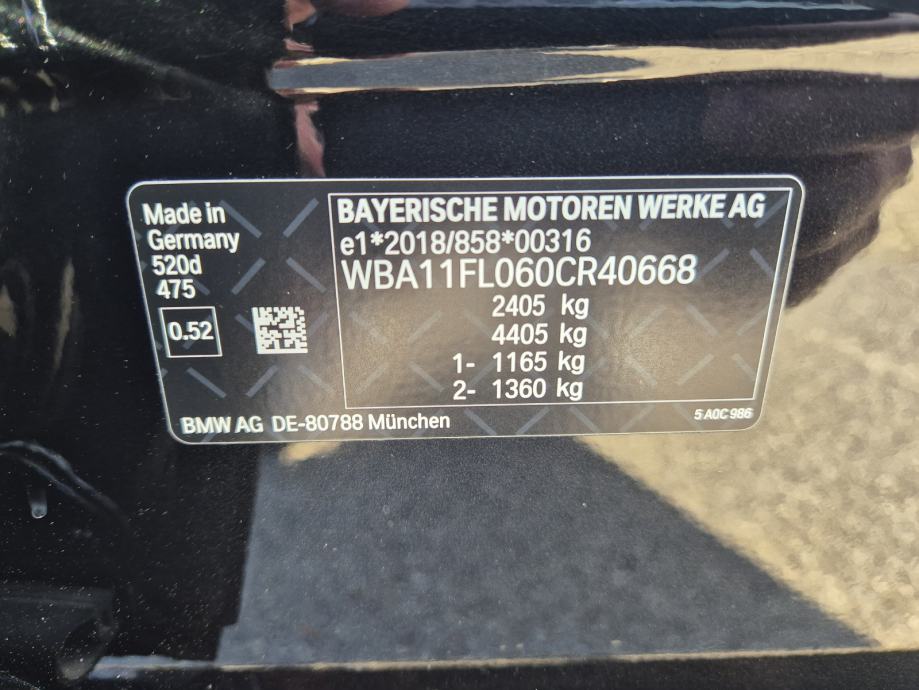 Made in
Germany
520d
475
0.52
BAYERISCHE MOTOREN WERKE AG
e1*2018/858*00316
WBA11FL060CR40668
2405 kg
4405 kg
1- 1165 kg
2- 1360 kg
BMW AG DE-80788 München
5 A0C 986